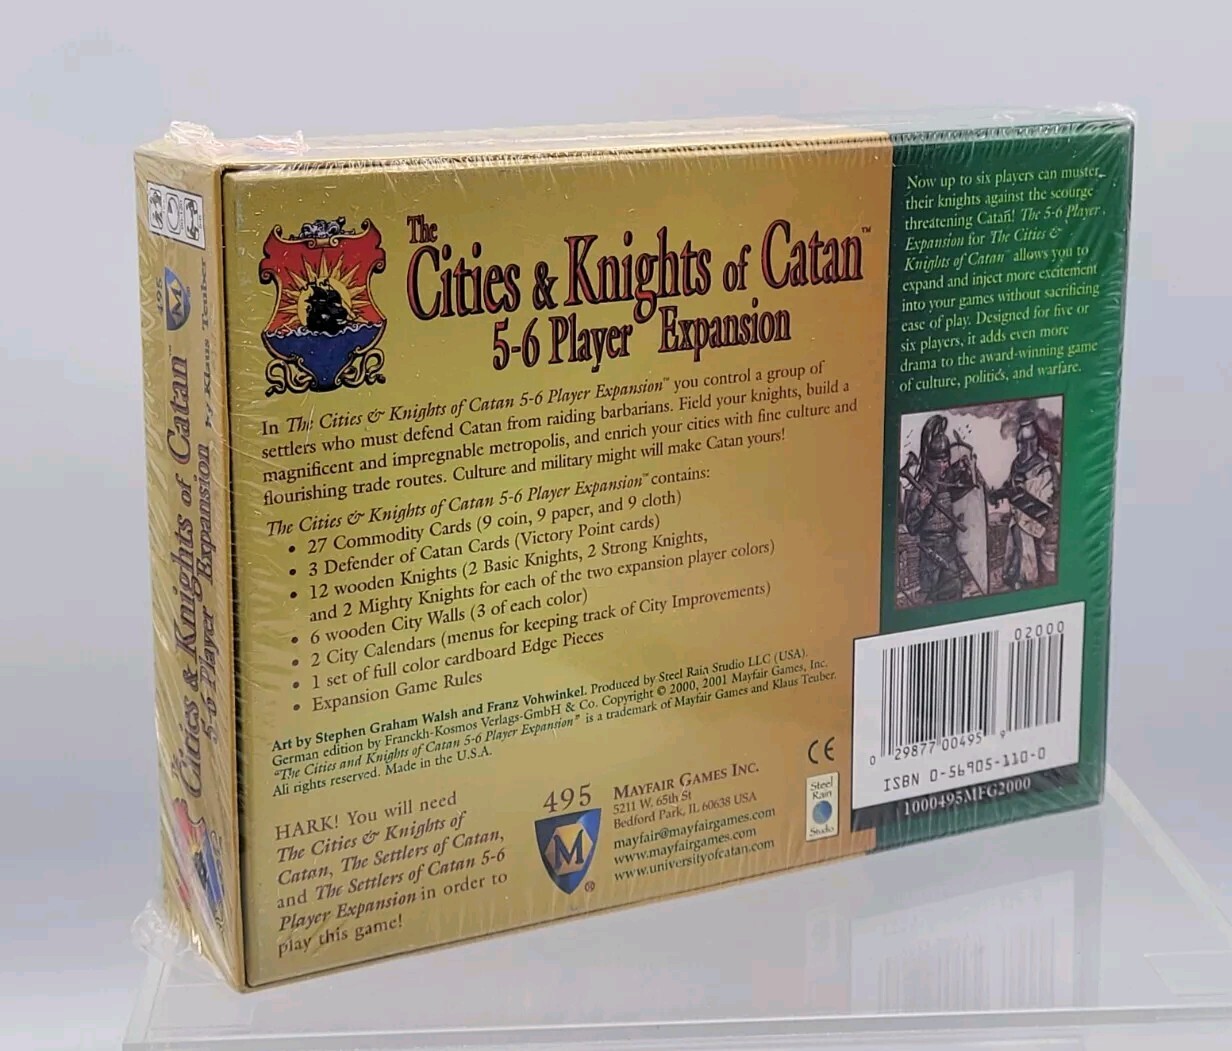 The
Cities & Knights of Catan™
5-6 Player Expansion
In The Cities & Knights of Catan 5-6 Player Expansion™ you control a group of
settlers who must defend Catan from raiding barbarians. Field your knights, build a
magnificent and impregnable metropolis, and enrich your cities with fine culture and
flourishing trade routes. Culture and military might will make Catan yours!
The Cities & Knights of Catan 5-6 Player Expansion™ contains:
• 27 Commodity Cards (9 coin, 9 paper, and 9 cloth)
• 3 Defender of Catan Cards (Victory Point cards)
• 12 wooden Knights (2 Basic Knights, 2 Strong Knights,
and 2 Mighty Knights for each of the two expansion player colors)
• 6 wooden City Walls (3 of each color)
• 2 City Calendars (menus for keeping track of City Improvements)
• 1 set of full color cardboard Edge Pieces
• Expansion Game Rules
Art by Stephen Graham Walsh and Franz Vohwinkel. Produced by Steel Rain Studio LLC (USA).
German edition by Franckh-Kosmos Verlags-GmbH & Co. Copyright © 2000, 2001 Mayfair Games, Inc.
"The Cities and Knights of Catan 5-6 Player Expansion" is a trademark of Mayfair Games and Klaus Teuber.
All rights reserved. Made in the U.S.A.
HARK! You will need
The Cities & Knights of
Catan, The Settlers of Catan,
and The Settlers of Catan 5-6
Player Expansion in order to
play this game!
495
M
®
MAYFAIR GAMES INC.
5211 W. 65th St
Bedford Park, IL 60638 USA
mayfair@mayfairgames.com
www.mayfairgames.com
www.universityofcatan.com
CE
Steel
Rain
Studio
Now up to six players can muster
their knights against the scourge
threatening Catan! The 5-6 Player
Expansion for The Cities &
Knights of Catan™ allows you to
expand and inject more excitement
into your games without sacrificing
ease of play. Designed for five or
six players, it adds even more
drama to the award-winning game
of culture, politics, and warfare.
02000
0 29877 00495 9
ISBN 0-56905-110-0
1000495MFG2000
The
Cities & Knights of Catan™
5-6 Player Expansion
by Klaus Teuber
495
M